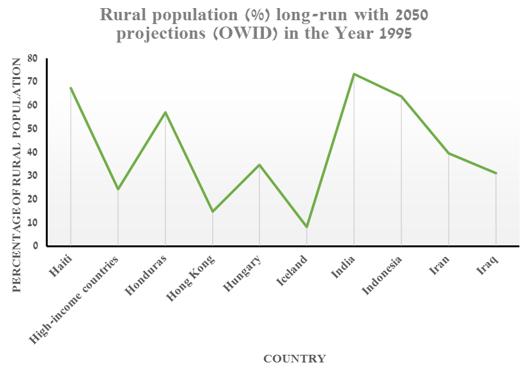 Rural population (%) long-run with 2050
projections (OWID) in the Year 1995
PERCENTAGE OF RURAL POPULATION
80
70
60
50
40
30
20
10
0
Haiti
High-income countries
Honduras
Hong Kong
Hungary
Iceland
India
Indonesia
Iran
Iraq
COUNTRY